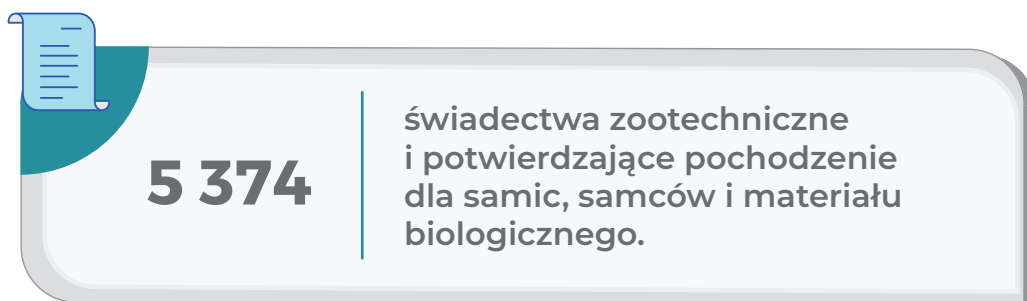 5 374
świadectwa zootechniczne
i potwierdzające pochodzenie
dla samic, samców i materiału
biologicznego.